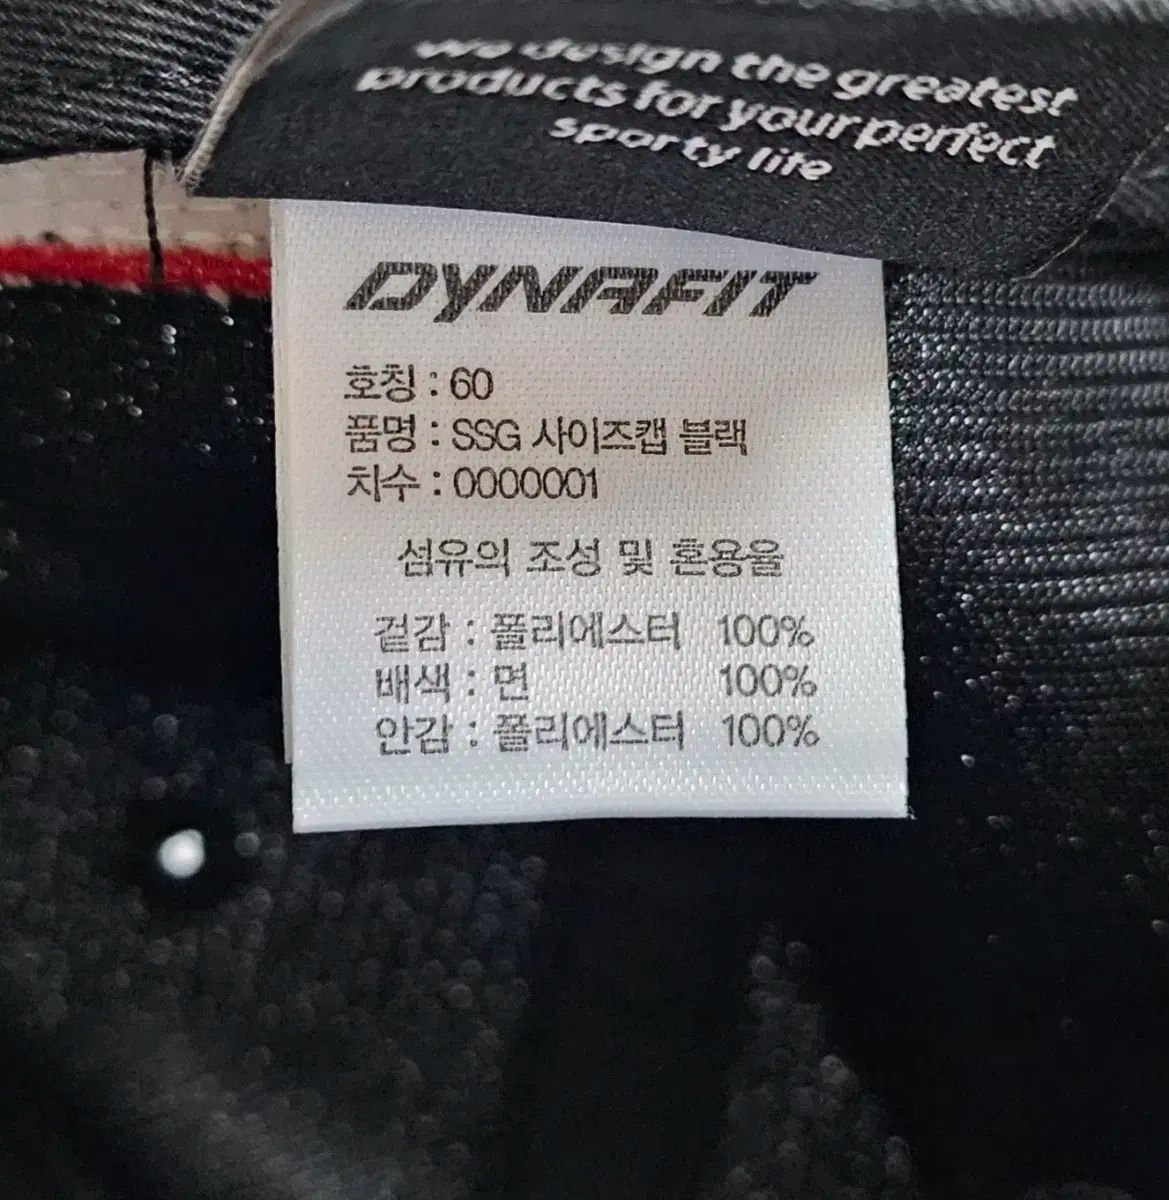 we design the greatest
products for your perfect
sporty life
DYNAFIT
호칭 : 60
품명 : SSG 사이즈캡 블랙
치수 : 0000001
섬유의 조성 및 혼용율
겉감 : 폴리에스터 100%
배색 : 면 100%
안감 : 폴리에스터 100%